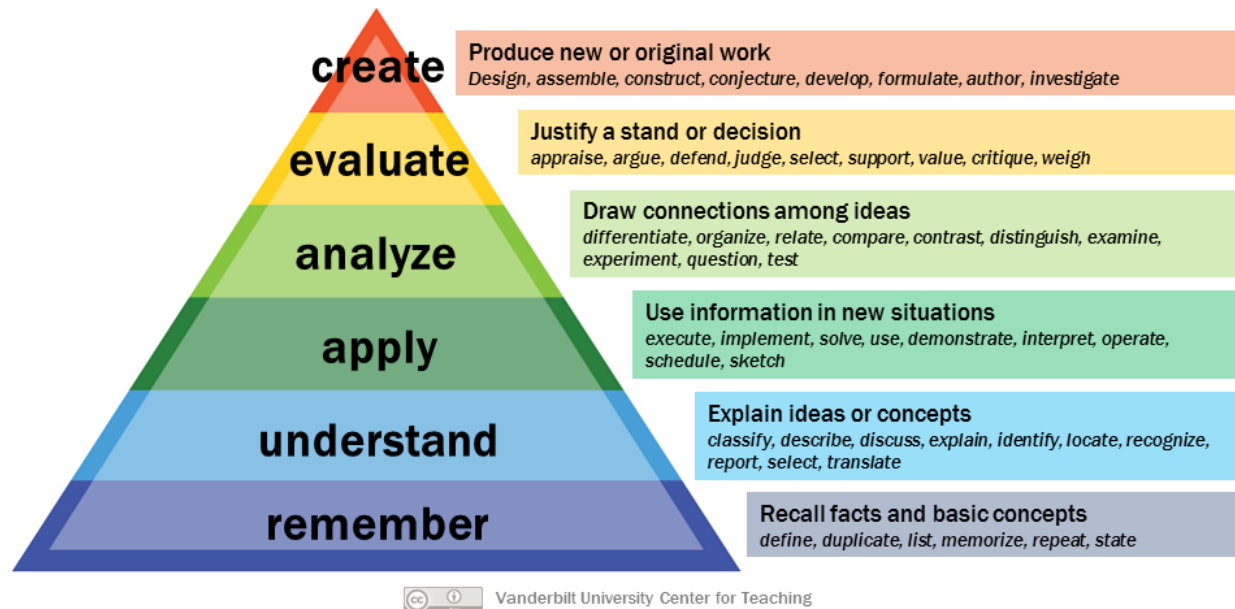 create
Produce new or original work
Design, assemble, construct, conjecture, develop, formulate, author, investigate
evaluate
Justify a stand or decision
appraise, argue, defend, judge, select, support, value, critique, weigh
analyze
Draw connections among ideas
differentiate, organize, relate, compare, contrast, distinguish, examine,
experiment, question, test
apply
Use information in new situations
execute, implement, solve, use, demonstrate, interpret, operate,
schedule, sketch
understand
Explain ideas or concepts
classify, describe, discuss, explain, identify, locate, recognize,
report, select, translate
remember
Recall facts and basic concepts
define, duplicate, list, memorize, repeat, state
cc Vanderbilt University Center for Teaching